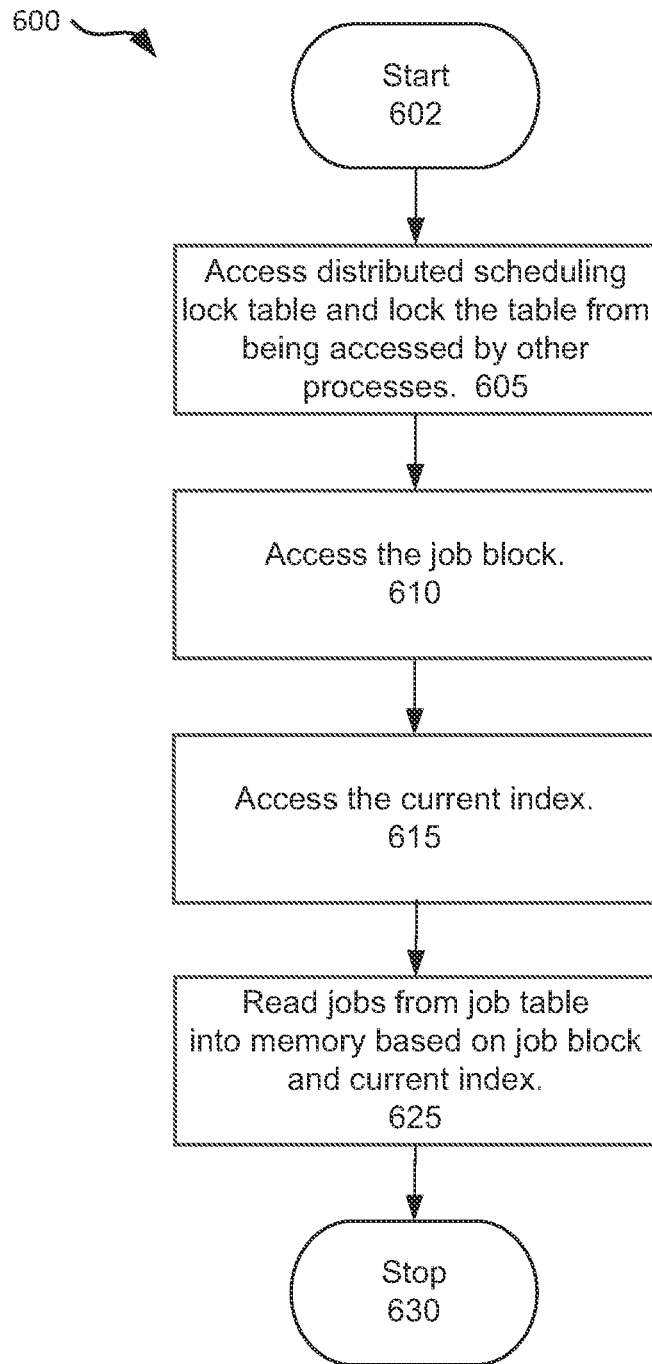 600
Start
602
Access distributed scheduling
lock table and lock the table from
being accessed by other
processes. 605
Access the job block.
610
Access the current index.
615
Read jobs from job table
into memory based on job block
and current index.
625
Stop
630